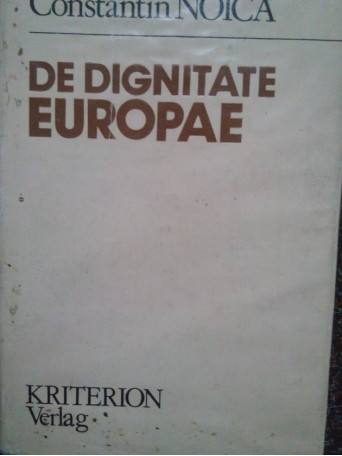 Constantin NOICA
DE DIGNITATE
EUROPAE
KRITERION
Verlag